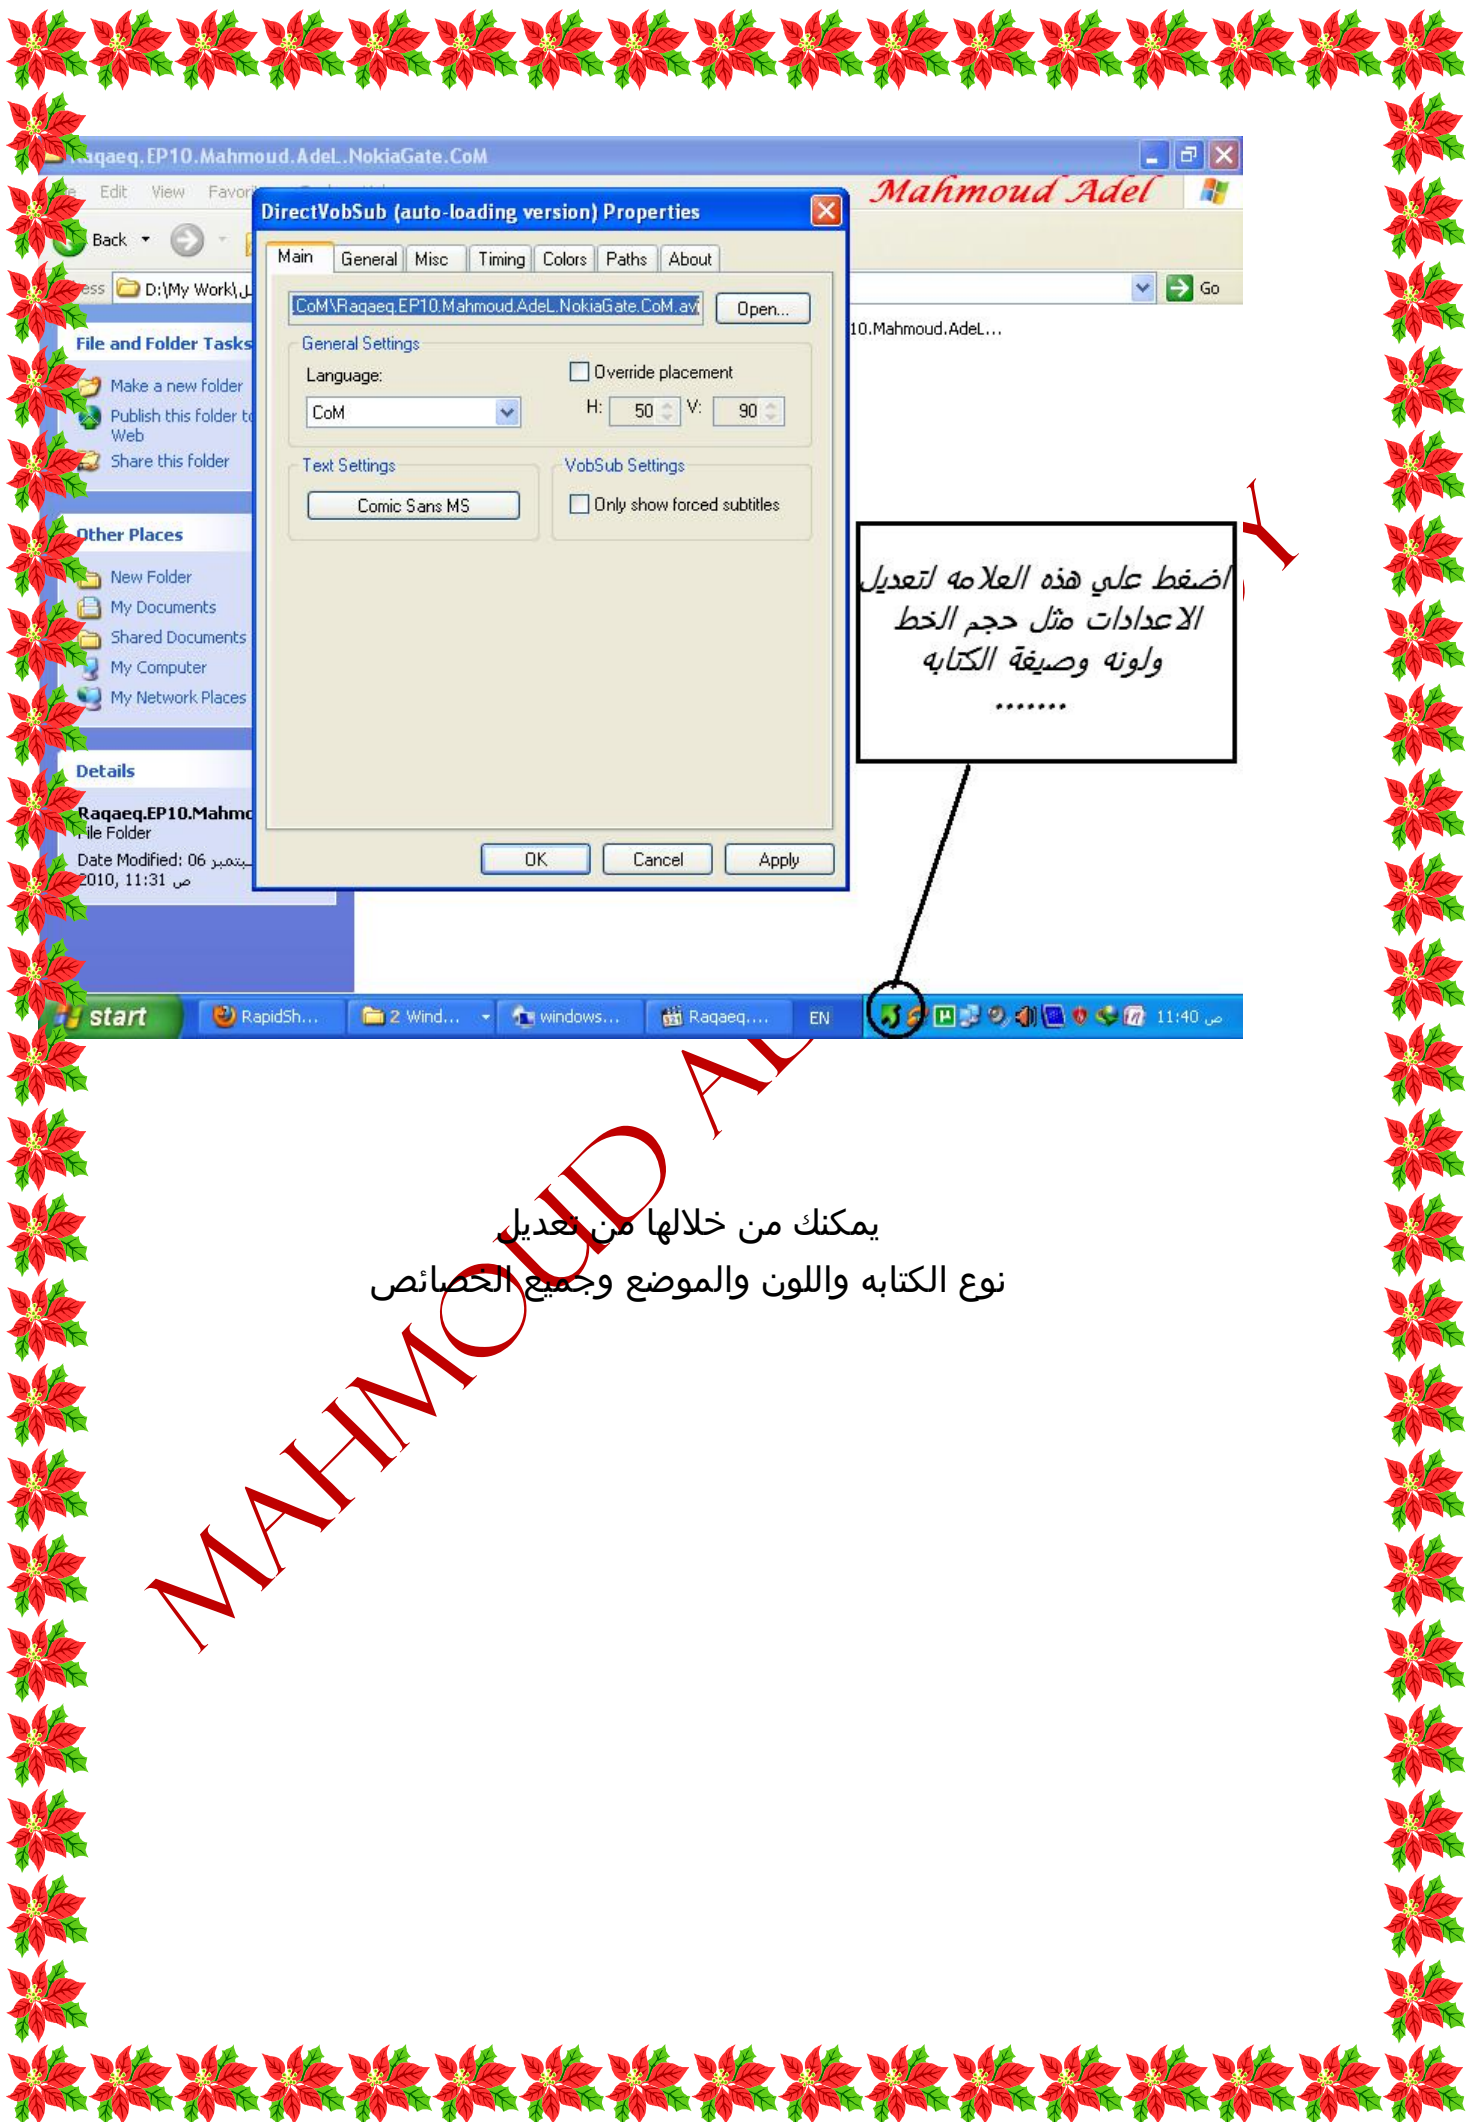 Raqaeq.EP10.Mahmoud.AdeL.NokiaGate.CoM
Edit View Favori
Mahmoud Adel
Back
DirectVobSub (auto-loading version) Properties
Main General Misc Timing Colors Paths About
D:\My Work\
Go
CoM\Raqaeq.EP10.Mahmoud.AdeL.NokiaGate.CoM.avi
Open...
10.Mahmoud.AdeL...
General Settings
Language:
Override placement
CoM
H: 50 V: 90
Text Settings
Comic Sans MS
VobSub Settings
Only show forced subtitles
OK Cancel Apply
File and Folder Tasks
Make a new folder
Publish this folder to
Web
Share this folder
Other Places
New Folder
My Documents
Shared Documents
My Computer
My Network Places
Details
Raqaeq.EP10.Mahmo
File Folder
Date Modified: 06
2010, 11:31 ص
اضغط علي هذه العلامه لتعديل
الاعدادات مثل حجم الخط
ولونه وصيغة الكتابه
.......
start RapidSh... 2 Wind... windows... Raqaeq.... EN 11:40 ص
MAHMOUD
يمكنك من خلالها من تعديل
نوع الكتابه واللون والموضع وجميع الخصائص